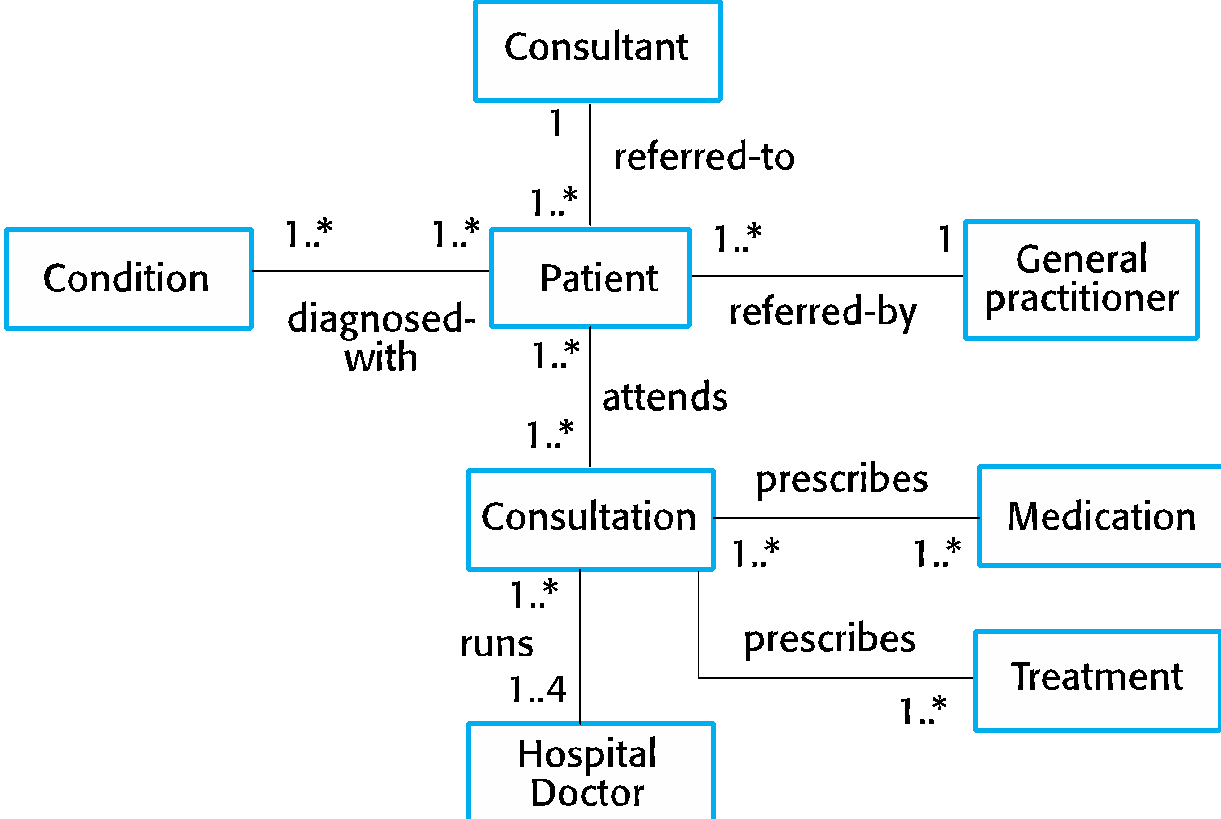 Consultant
1
referred-to
1..*
1..*
1..*
1..*
1
Condition
Patient
General
practitioner
diagnosed-
with
referred-by
1..*
attends
1..*
prescribes
Consultation
Medication
1..*
1..*
1..*
runs
prescribes
1..4
Treatment
1..*
Hospital
Doctor